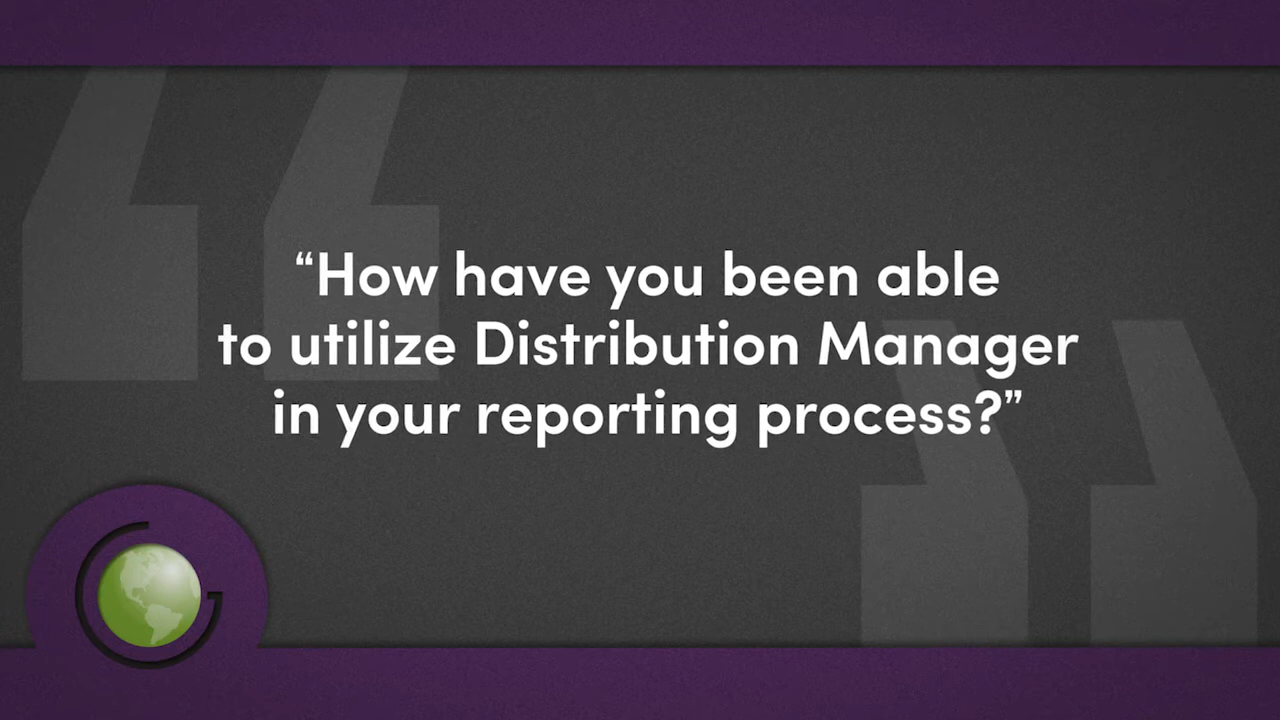 “How have you been able
to utilize Distribution Manager
in your reporting process?”